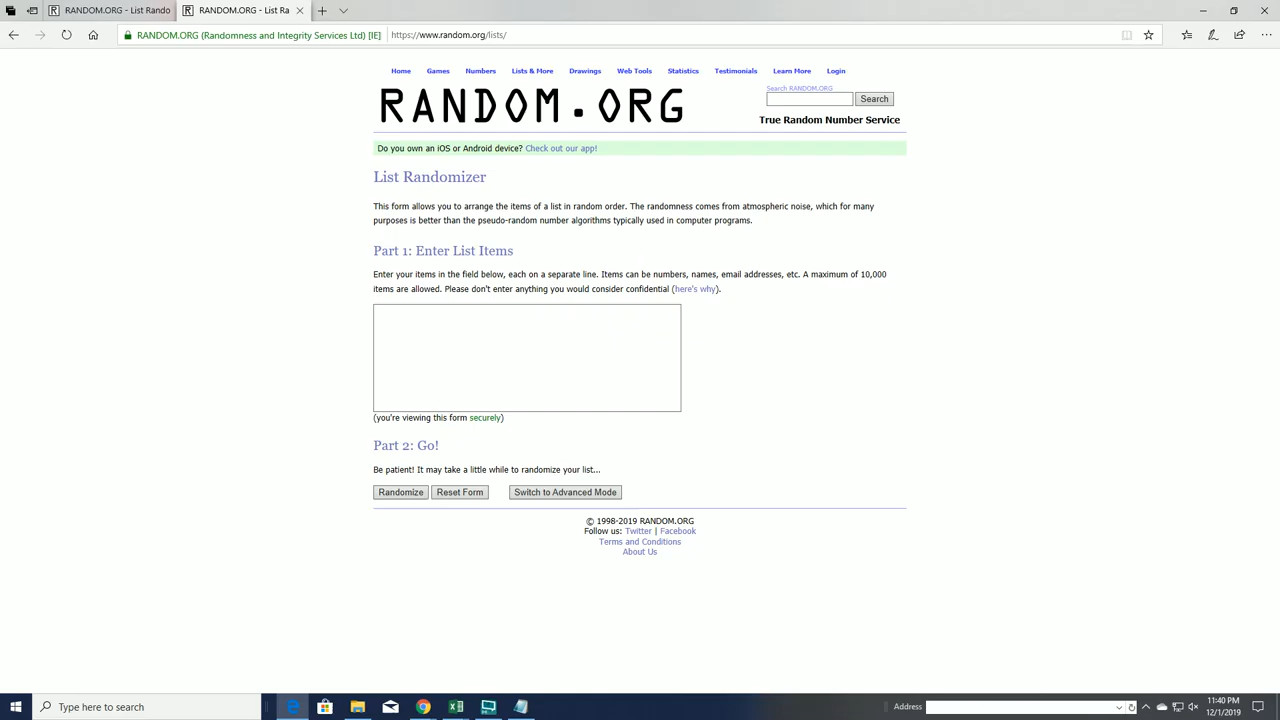 RANDOM.ORG - List Rando
RANDOM.ORG - List Ra
RANDOM.ORG (Randomness and Integrity Services Ltd) [IE]
https://www.random.org/lists/
Home Games Numbers Lists & More Drawings Web Tools Statistics Testimonials Learn More Login
RANDOM.ORG
Search RANDOM.ORG
Search
True Random Number Service
Do you own an iOS or Android device? Check out our app!
List Randomizer
This form allows you to arrange the items of a list in random order. The randomness comes from atmospheric noise, which for many
purposes is better than the pseudo-random number algorithms typically used in computer programs.
Part 1: Enter List Items
Enter your items in the field below, each on a separate line. Items can be numbers, names, email addresses, etc. A maximum of 10,000
items are allowed. Please don't enter anything you would consider confidential (here's why).
(you're viewing this form securely)
Part 2: Go!
Be patient! It may take a little while to randomize your list...
Randomize Reset Form Switch to Advanced Mode
© 1998-2019 RANDOM.ORG
Follow us: Twitter | Facebook
Terms and Conditions
About Us
Type here to search
Address
11:40 PM
12/1/2019